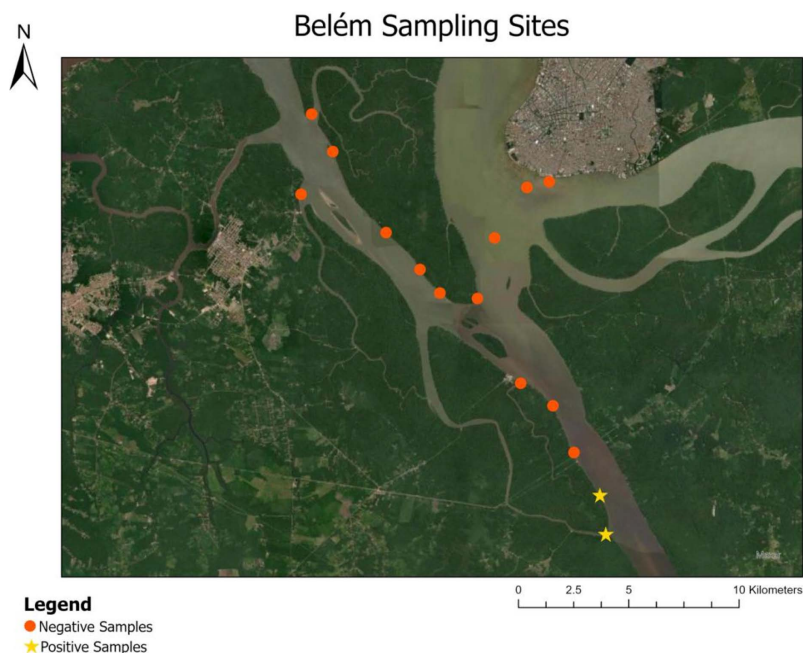 Belém Sampling Sites
N
0 2.5 5 10 Kilometers
Legend
Negative Samples
Positive Samples